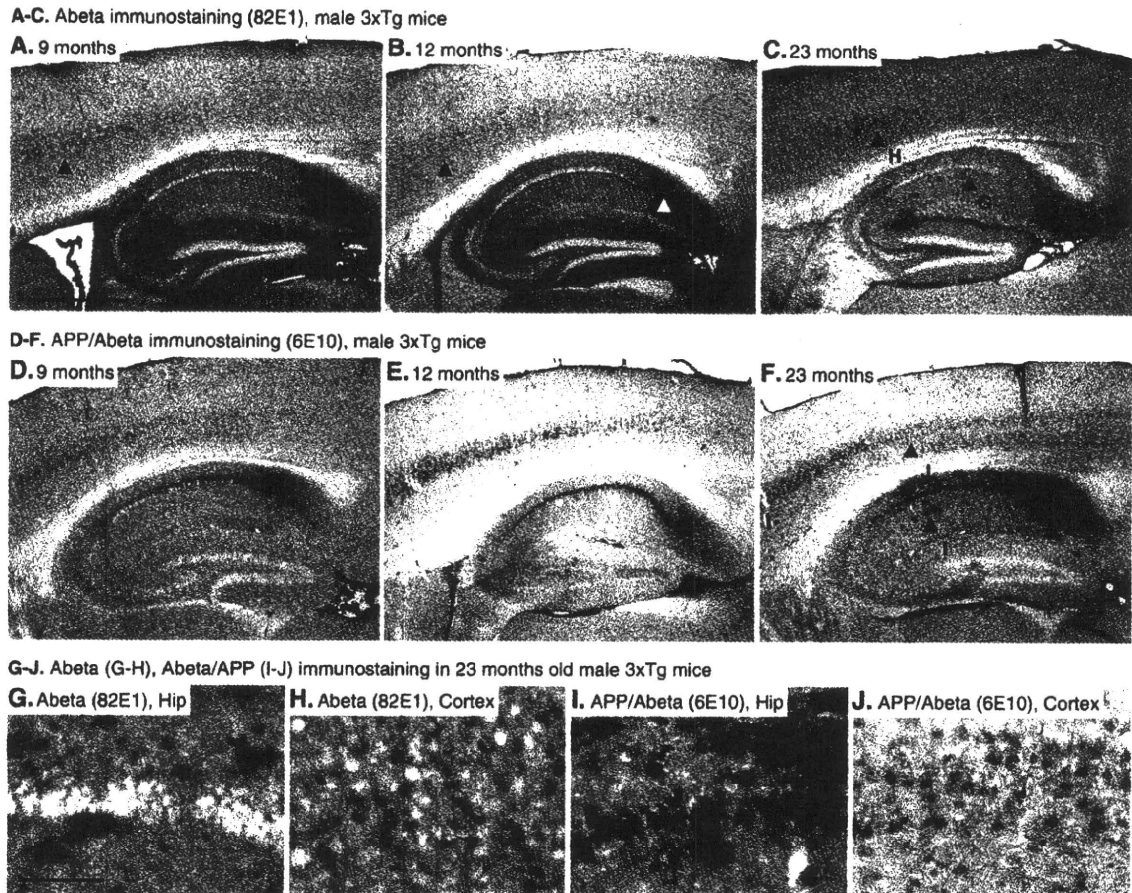 A-C. Abeta immunostaining (82E1), male 3xTg mice
A. 9 months
B. 12 months
C. 23 months
H
G
D-F. APP/Abeta immunostaining (6E10), male 3xTg mice
D. 9 months
E. 12 months
F. 23 months
I
G-J. Abeta (G-H), Abeta/APP (I-J) immunostaining in 23 months old male 3xTg mice
G. Abeta (82E1), Hip
H. Abeta (82E1), Cortex
I. APP/Abeta (6E10), Hip
J. APP/Abeta (6E10), Cortex